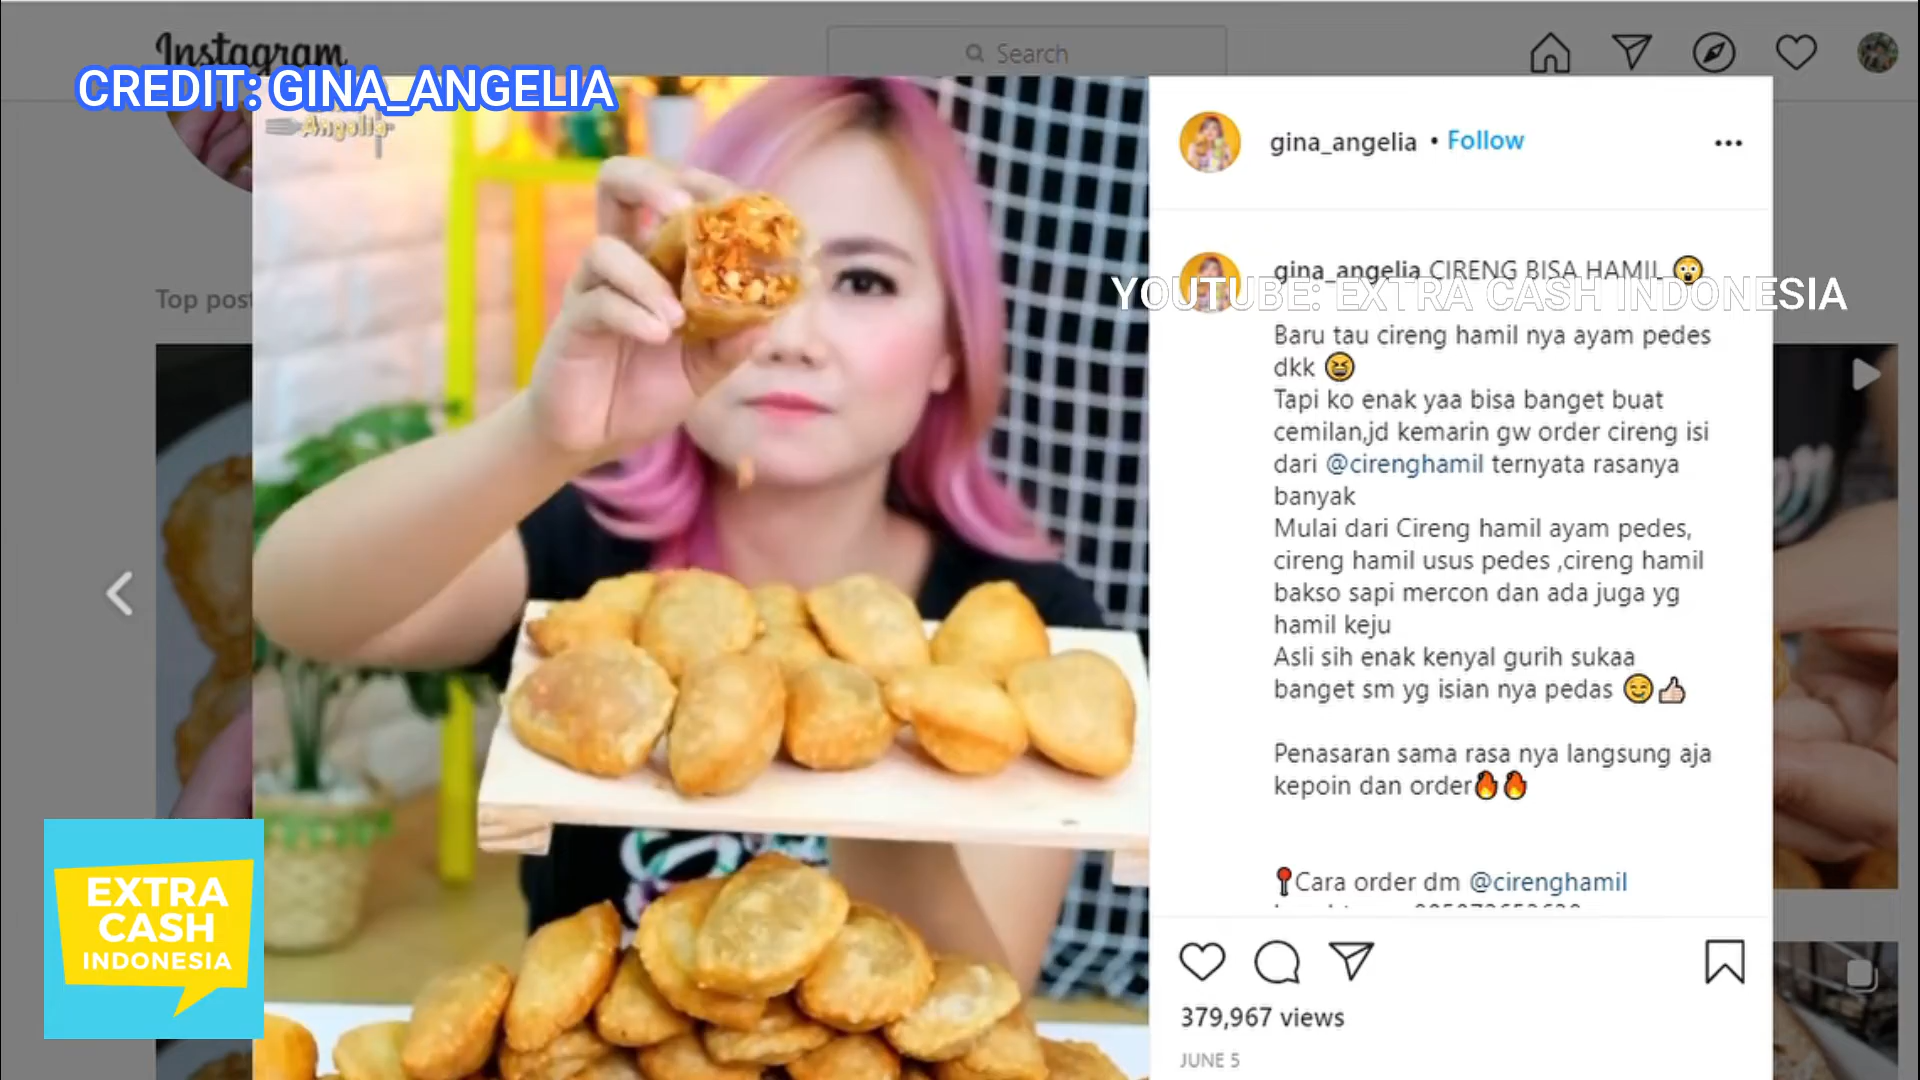 Instagram
Search
CREDIT: GINA_ANGELIA
Angelia
gina_angelia • Follow
gina_angelia CIRENG BISA HAMIL 😲
YOUTUBE: EXTRA CASH INDONESIA
Top post
Baru tau cireng hamil nya ayam pedes
dkk 😆
Tapi ko enak yaa bisa banget buat
cemilan,jd kemarin gw order cireng isi
dari @cirenghamil ternyata rasanya
banyak
Mulai dari Cireng hamil ayam pedes,
cireng hamil usus pedes ,cireng hamil
bakso sapi mercon dan ada juga yg
hamil keju
Asli sih enak kenyal gurih sukaa
banget sm yg isian nya pedas 😊👍🏻
Penasaran sama rasa nya langsung aja
kepoin dan order🔥🔥
📍Cara order dm @cirenghamil
EXTRA
CASH
INDONESIA
379,967 views
JUNE 5